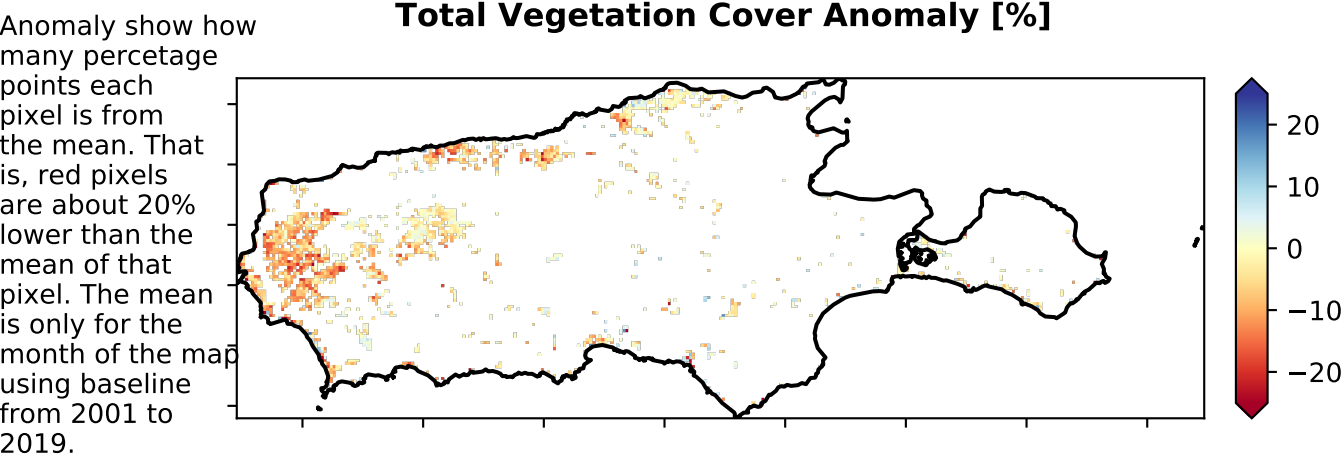 Total Vegetation Cover Anomaly [%]
Anomaly show how
many percetage
points each
pixel is from
the mean. That
is, red pixels
are about 20%
lower than the
mean of that
pixel. The mean
is only for the
month of the map
using baseline
from 2001 to
2019.
20
10
0
−10
−20